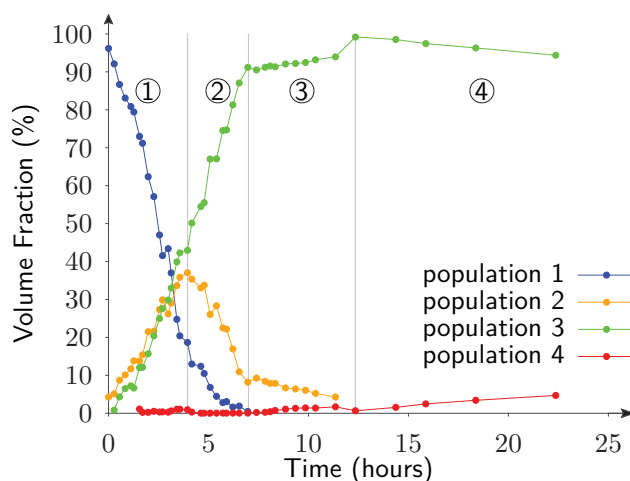 Volume Fraction (%)
100
90
80
70
60
50
40
30
20
10
0
① ② ③ ④
population 1
population 2
population 3
population 4
0 5 10 15 20 25
Time (hours)